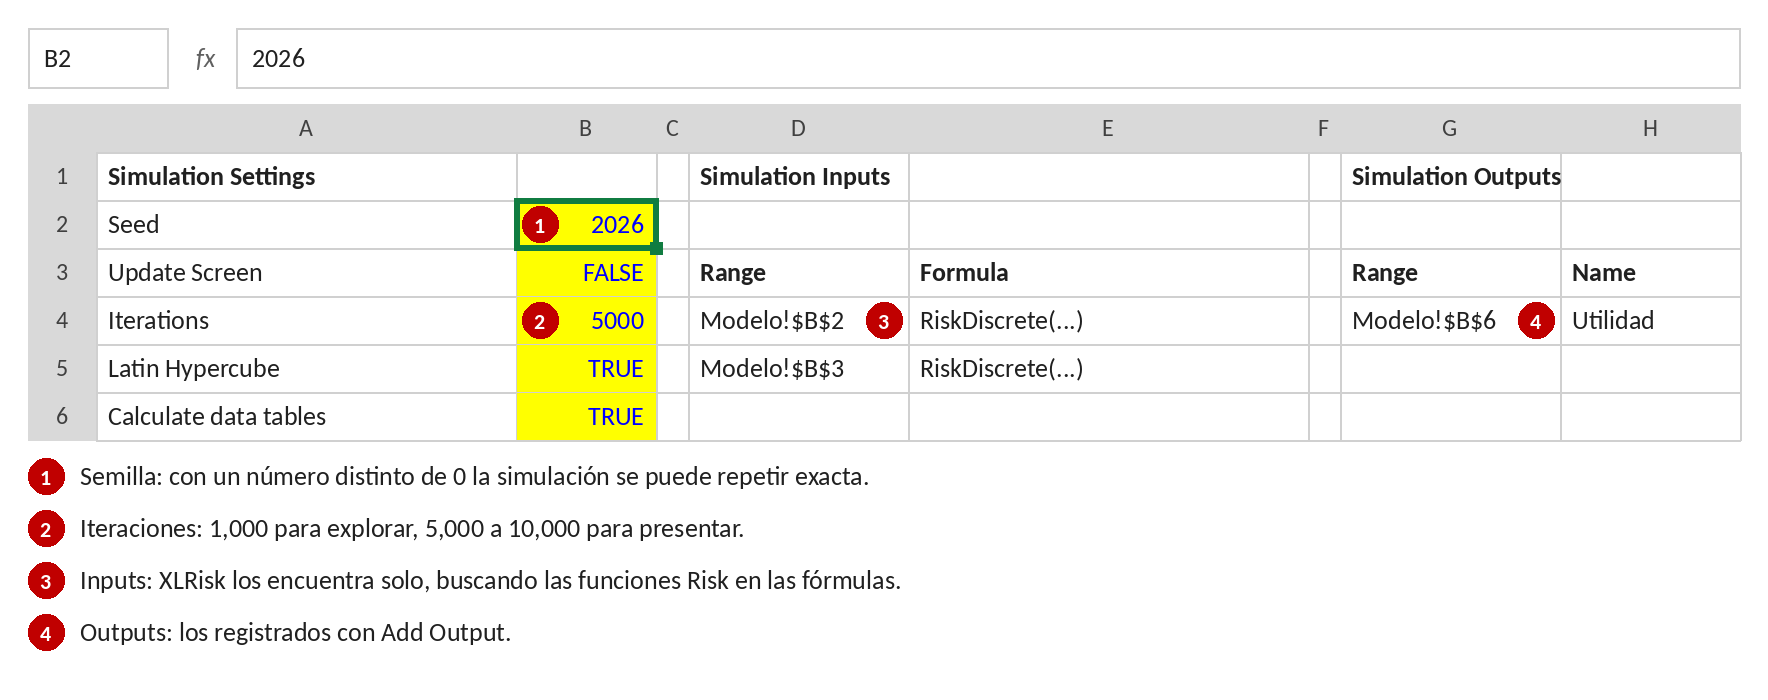 B2 fx 2026
A B C D E F G H
1 Simulation Settings Simulation Inputs Simulation Outputs
2 Seed 1 2026
3 Update Screen FALSE Range Formula Range Name
4 Iterations 2 5000 Modelo!$B$2 3 RiskDiscrete(...) Modelo!$B$6 4 Utilidad
5 Latin Hypercube TRUE Modelo!$B$3 RiskDiscrete(...)
6 Calculate data tables TRUE
1 Semilla: con un número distinto de 0 la simulación se puede repetir exacta.
2 Iteraciones: 1,000 para explorar, 5,000 a 10,000 para presentar.
3 Inputs: XLRisk los encuentra solo, buscando las funciones Risk en las fórmulas.
4 Outputs: los registrados con Add Output.